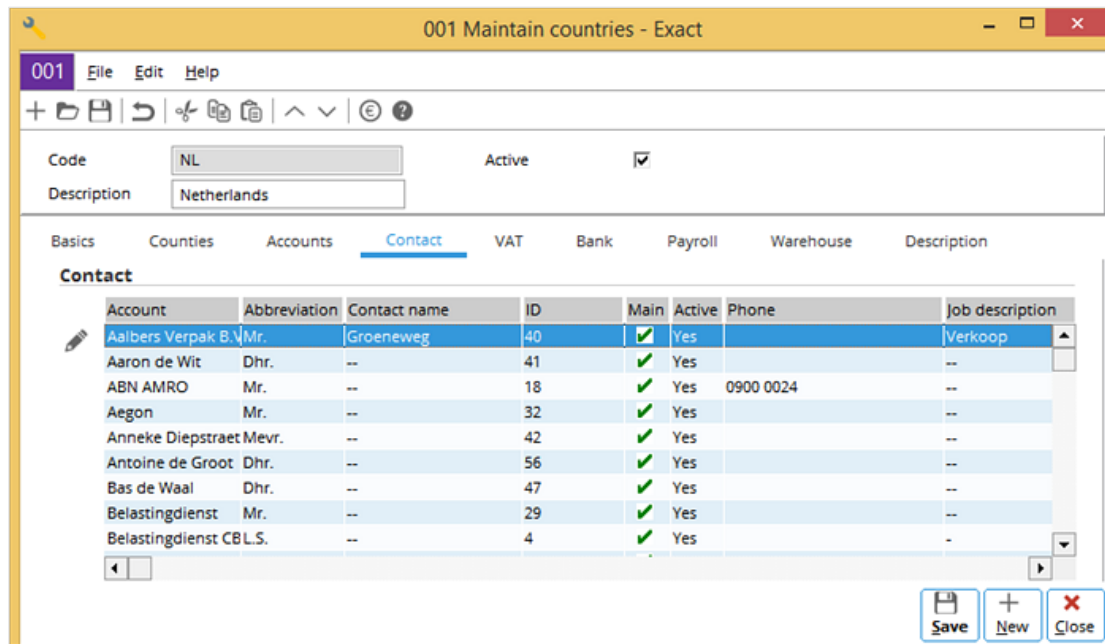 001 Maintain countries - Exact
001 File Edit Help
Code NL Active
Description Netherlands
Basics Counties Accounts Contact VAT Bank Payroll Warehouse Description
Contact
Account Abbreviation Contact name ID Main Active Phone Job description
Aalbers Verpak B.V Mr. Groeneweg 40 Yes Verkoop
Aaron de Wit Dhr. -- 41 Yes --
ABN AMRO Mr. -- 18 Yes 0900 0024 --
Aegon Mr. -- 32 Yes --
Anneke Diepstraet Mevr. -- 42 Yes --
Antoine de Groot Dhr. -- 56 Yes --
Bas de Waal Dhr. -- 47 Yes --
Belastingdienst Mr. -- 29 Yes --
Belastingdienst CB L.S. -- 4 Yes -
Save New Close